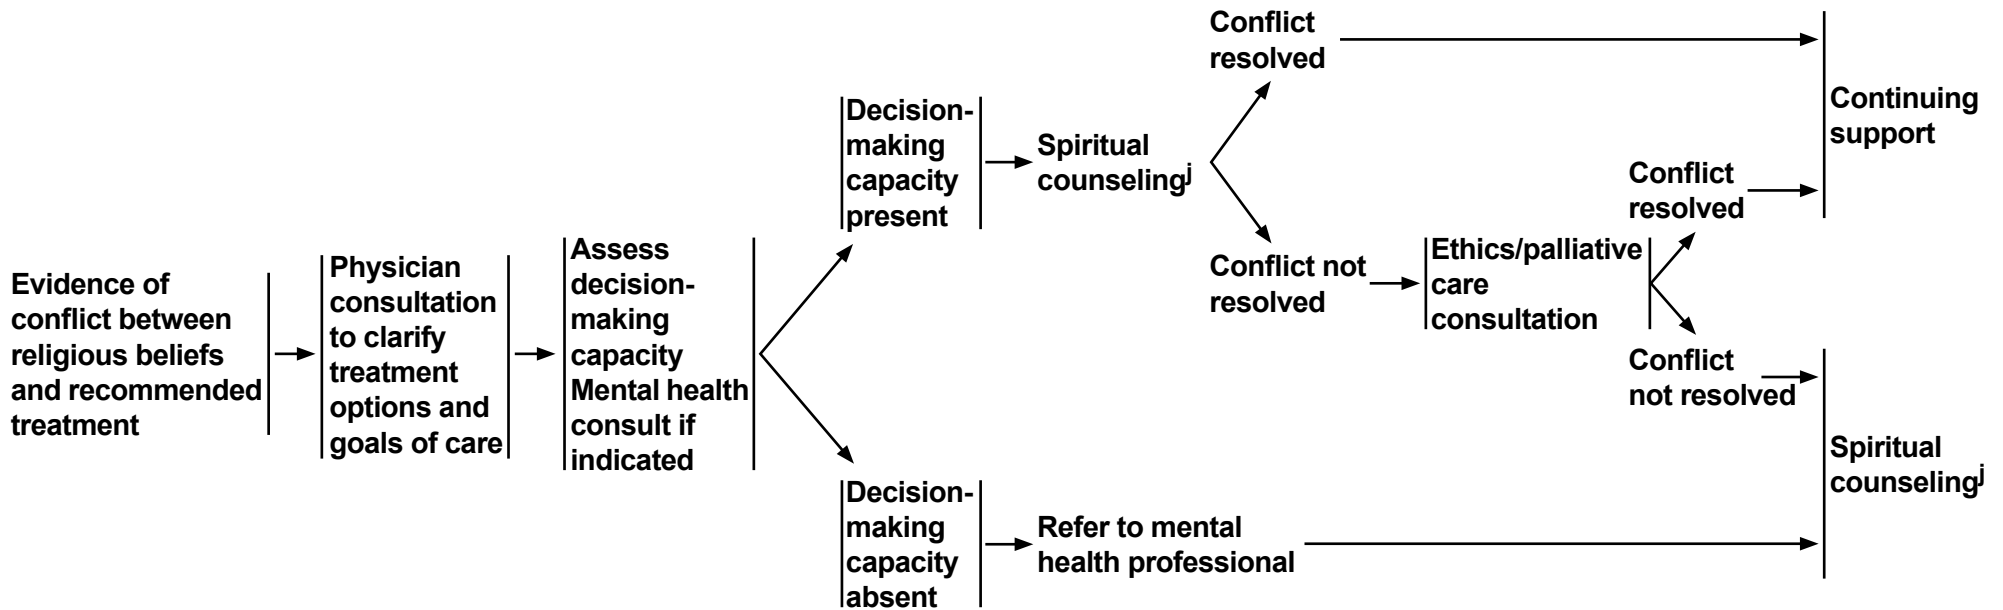 Evidence of
conflict between
religious beliefs
and recommended
treatment
Physician
consultation
to clarify
treatment
options and
goals of care
Assess
decision-
making
capacity
Mental health
consult if
indicated
Decision-
making
capacity
present
Spiritual
counselingj
Conflict
resolved
Conflict not
resolved
Ethics/palliative
care
consultation
Conflict
resolved
Conflict
not resolved
Continuing
support
Decision-
making
capacity
absent
Refer to mental
health professional
Spiritual
counselingj